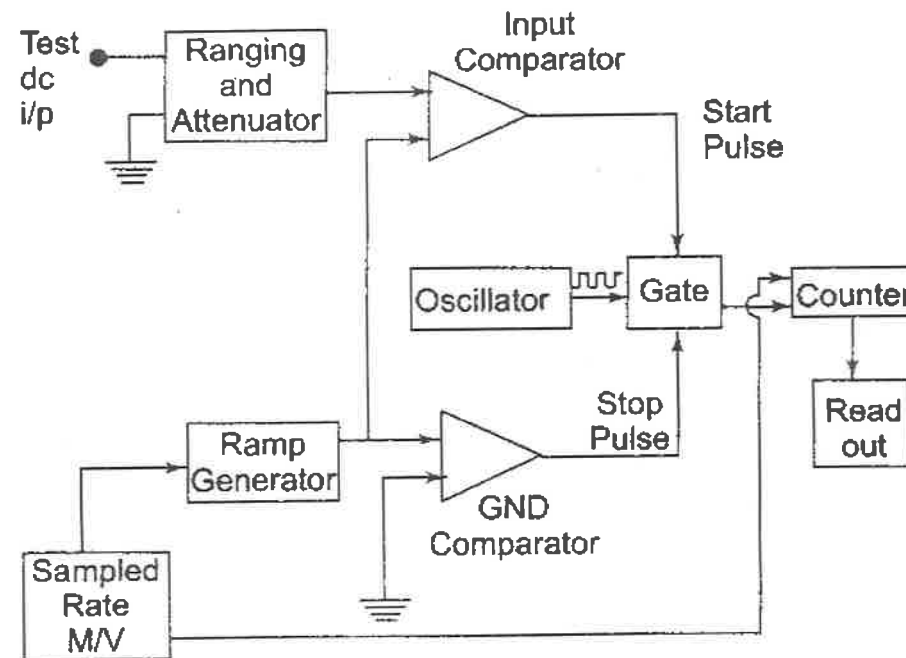 Test
dc
i/p
Ranging
and
Attenuator
Input
Comparator
Start
Pulse
Oscillator
Gate
Counter
Stop
Pulse
Read
out
Ramp
Generator
GND
Comparator
Sampled
Rate
M/V